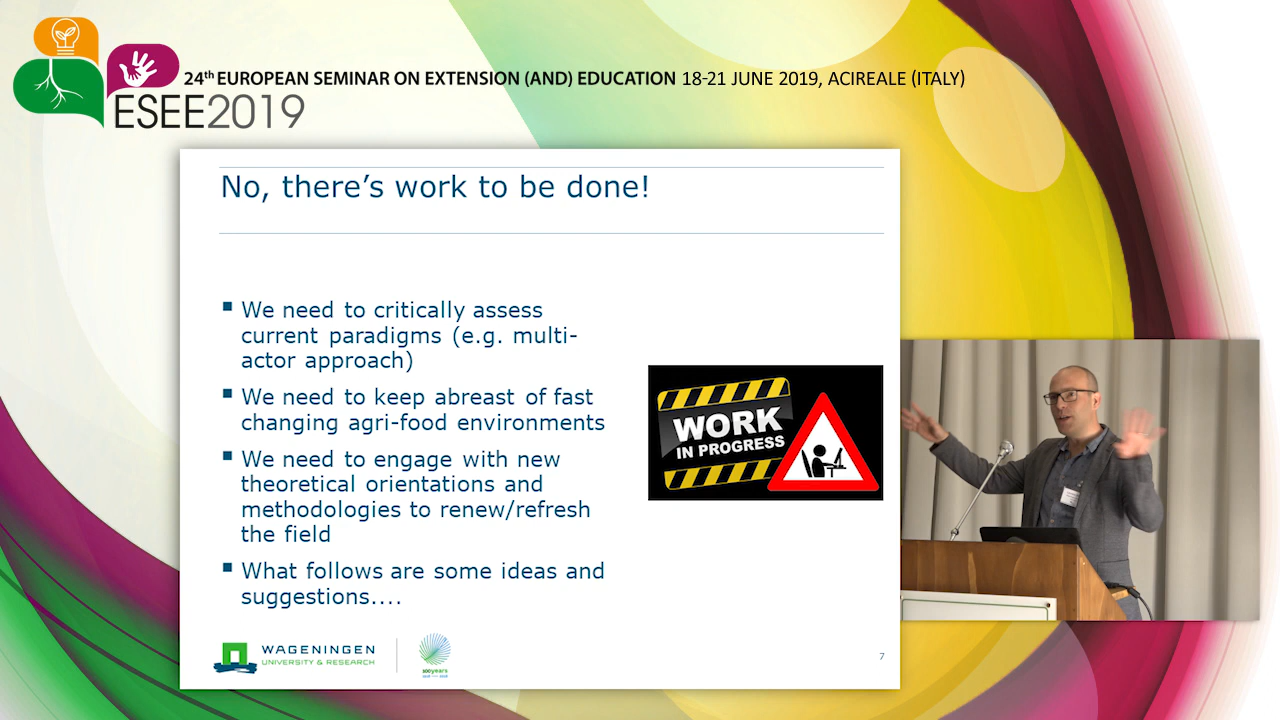 24th EUROPEAN SEMINAR ON EXTENSION (AND) EDUCATION 18-21 JUNE 2019, ACIREALE (ITALY)
ESEE2019
No, there's work to be done!
▪ We need to critically assess
current paradigms (e.g. multi-
actor approach)
▪ We need to keep abreast of fast
changing agri-food environments
▪ We need to engage with new
theoretical orientations and
methodologies to renew/refresh
the field
▪ What follows are some ideas and
suggestions....
WORK
IN PROGRESS
WAGENINGEN
UNIVERSITY & RESEARCH
100years
7